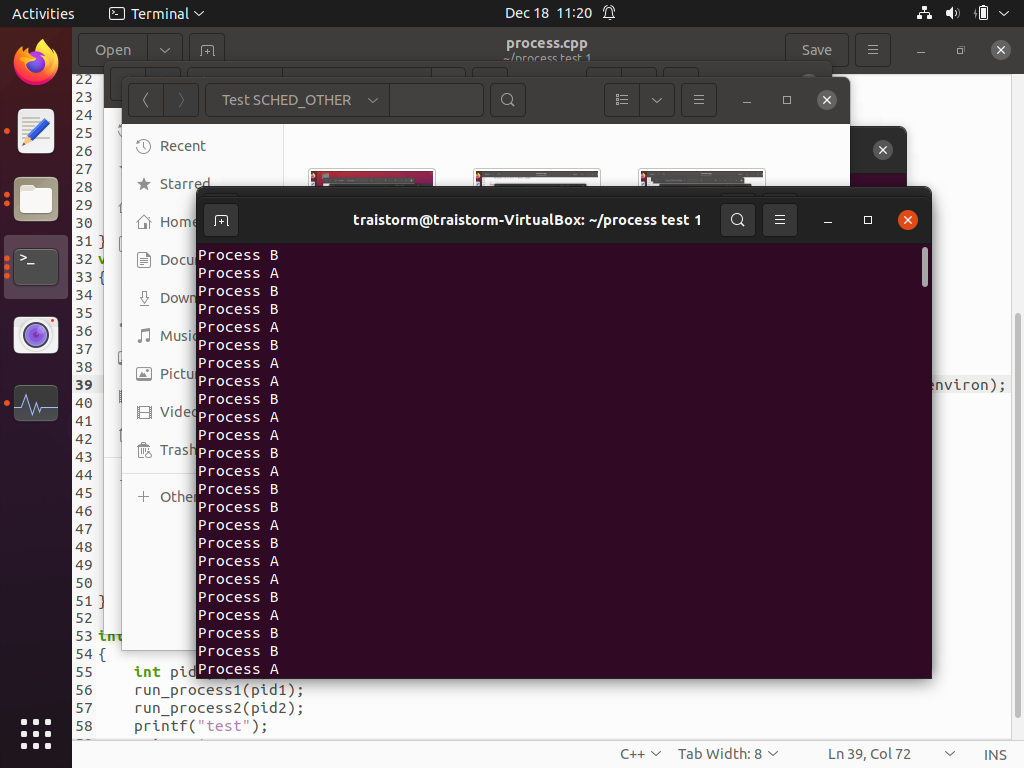 Activities
Terminal
Dec 18 11:20
Open
process.cpp
~/process test 1
Save
22
23
24
25
26
27
28
29
30
31 }
32 v
33 {
34
35
36
37
38
39 environ);
40
41
42
43
44
45
46
47
48
49
50
51 }
52
53 int
54 {
55 int pid
56 run_process1(pid1);
57 run_process2(pid2);
58 printf("test");
Test SCHED_OTHER
Recent
Starred
Home
Docu
Down
Music
Pictu
Video
Trash
Other
traistorm@traistorm-VirtualBox: ~/process test 1
Process B
Process A
Process B
Process B
Process A
Process B
Process A
Process A
Process B
Process A
Process A
Process B
Process A
Process B
Process B
Process A
Process B
Process A
Process A
Process B
Process A
Process B
Process B
Process A
C++
Tab Width: 8
Ln 39, Col 72
INS